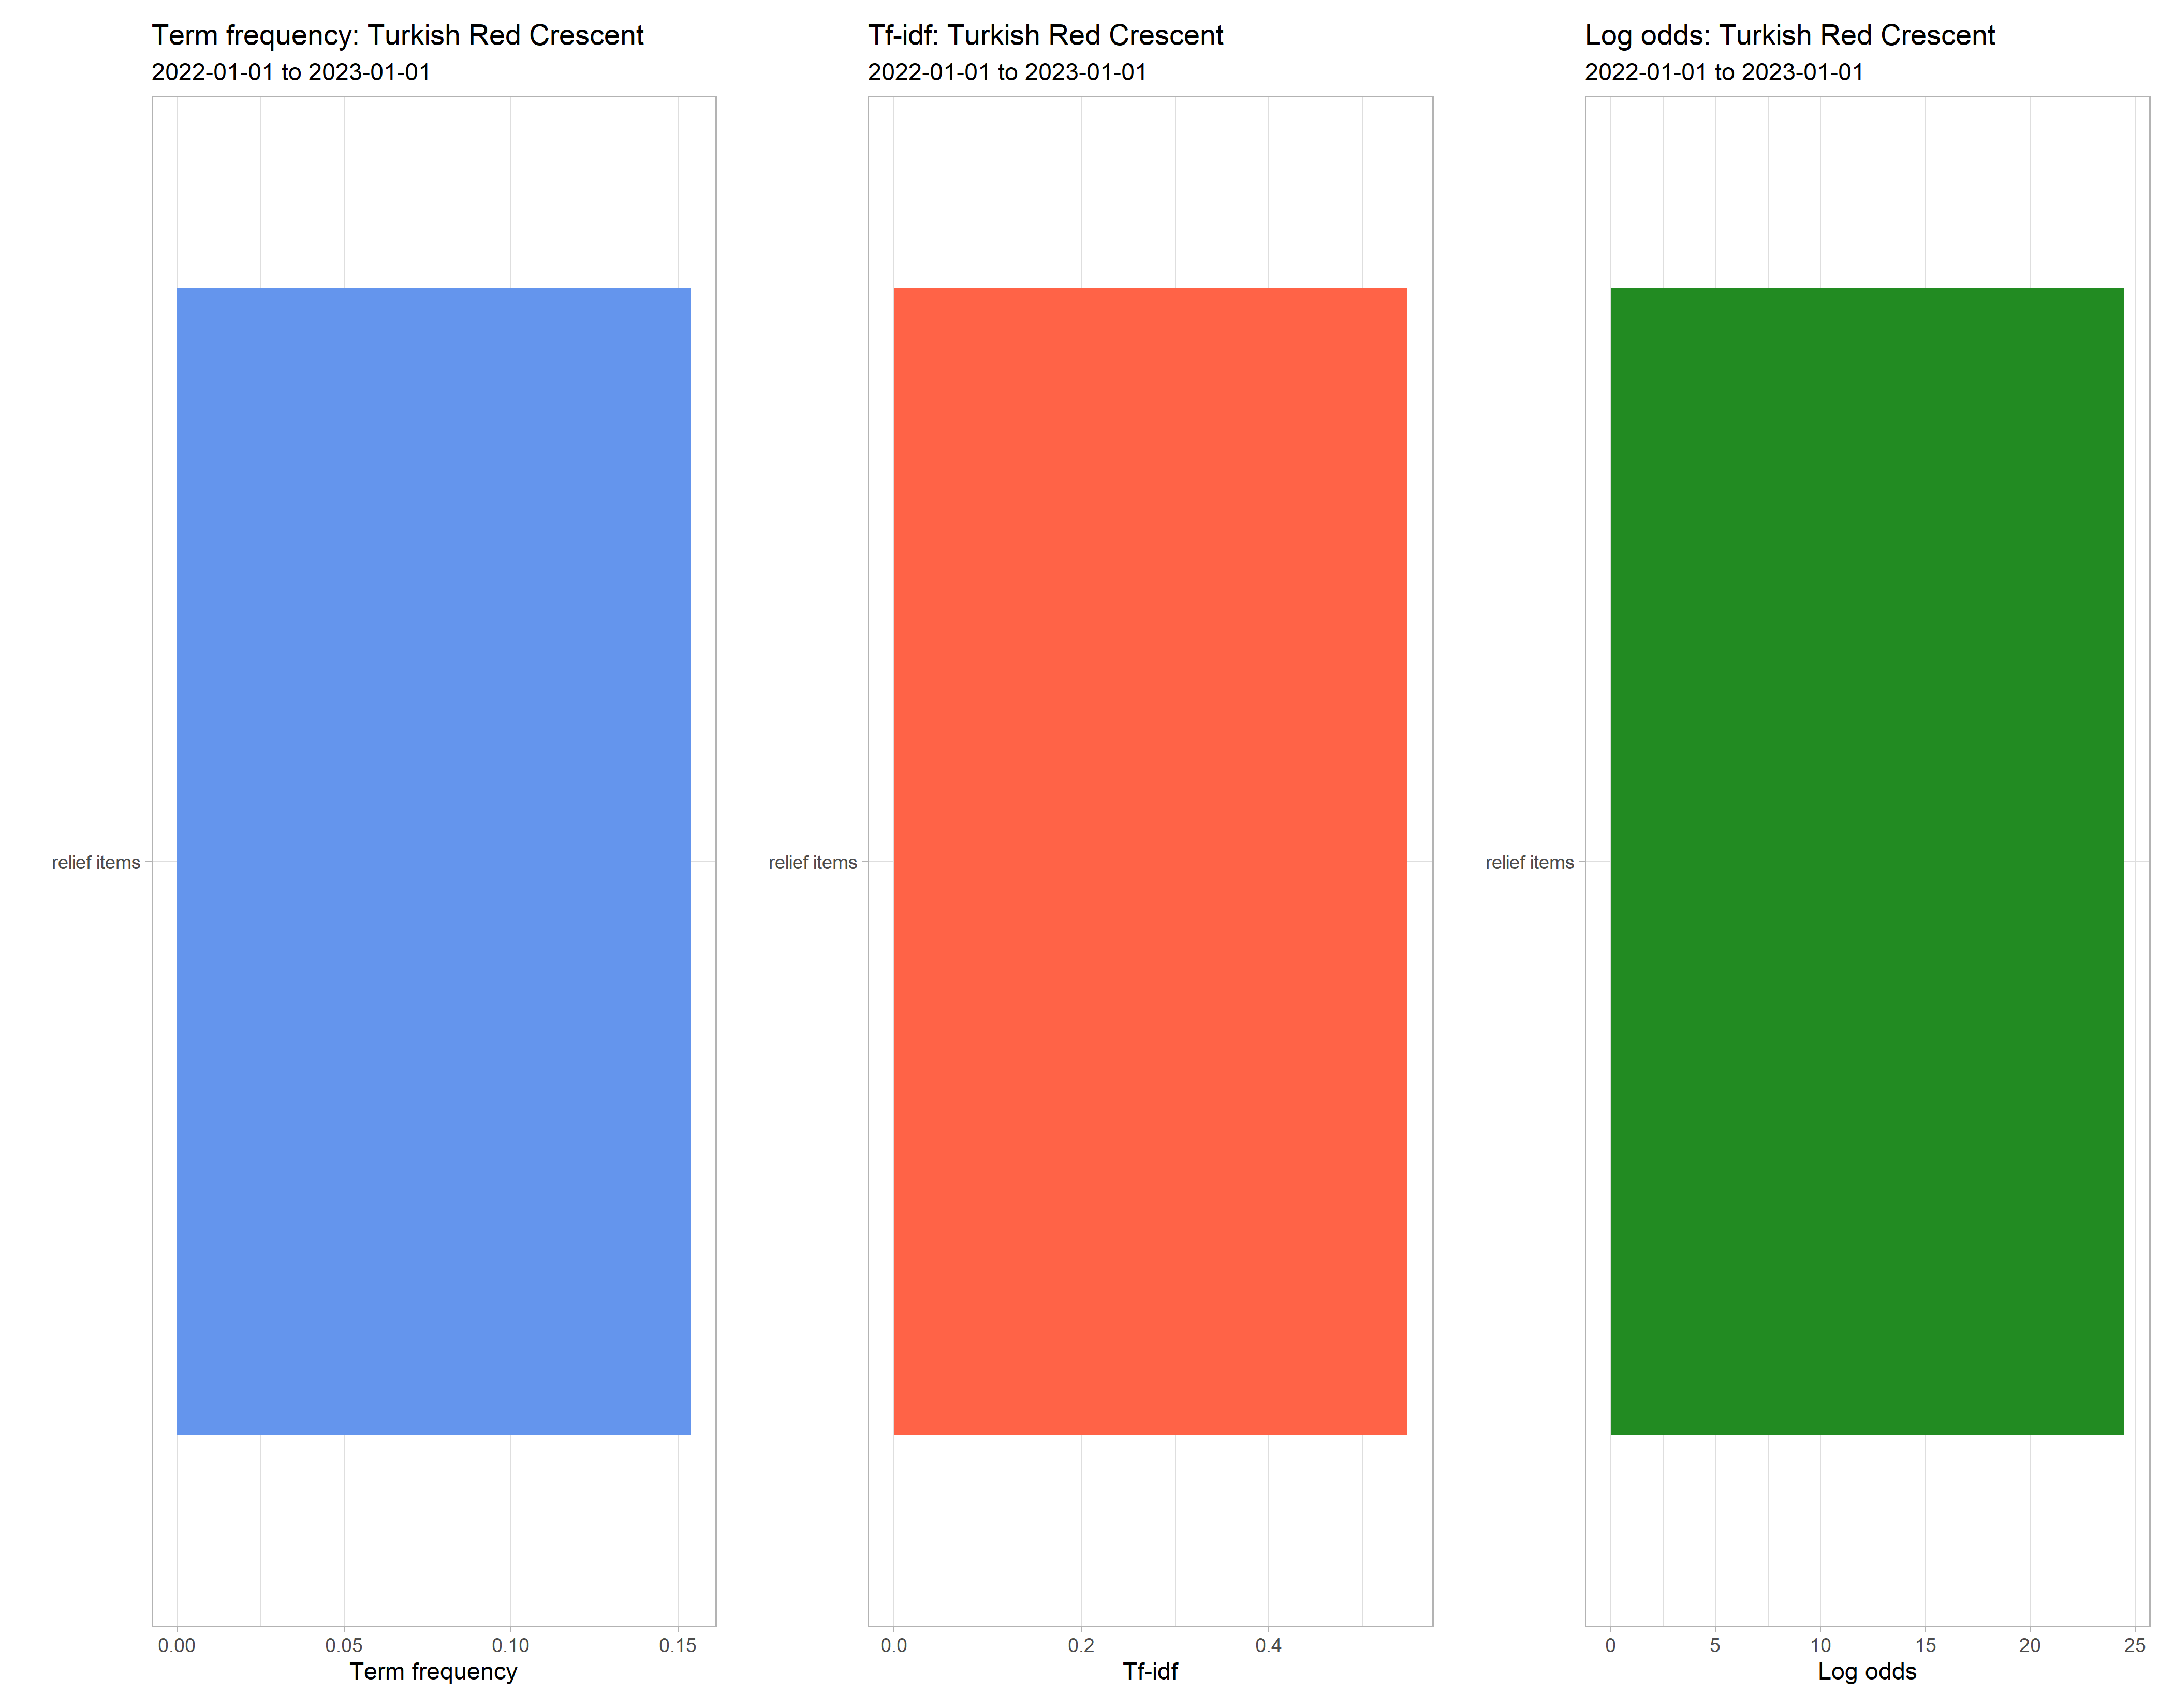 Term frequency: Turkish Red Crescent
2022-01-01 to 2023-01-01
relief items
0.00 0.05 0.10 0.15
Term frequency
Tf-idf: Turkish Red Crescent
2022-01-01 to 2023-01-01
relief items
0.0 0.2 0.4
Tf-idf
Log odds: Turkish Red Crescent
2022-01-01 to 2023-01-01
relief items
0 5 10 15 20 25
Log odds